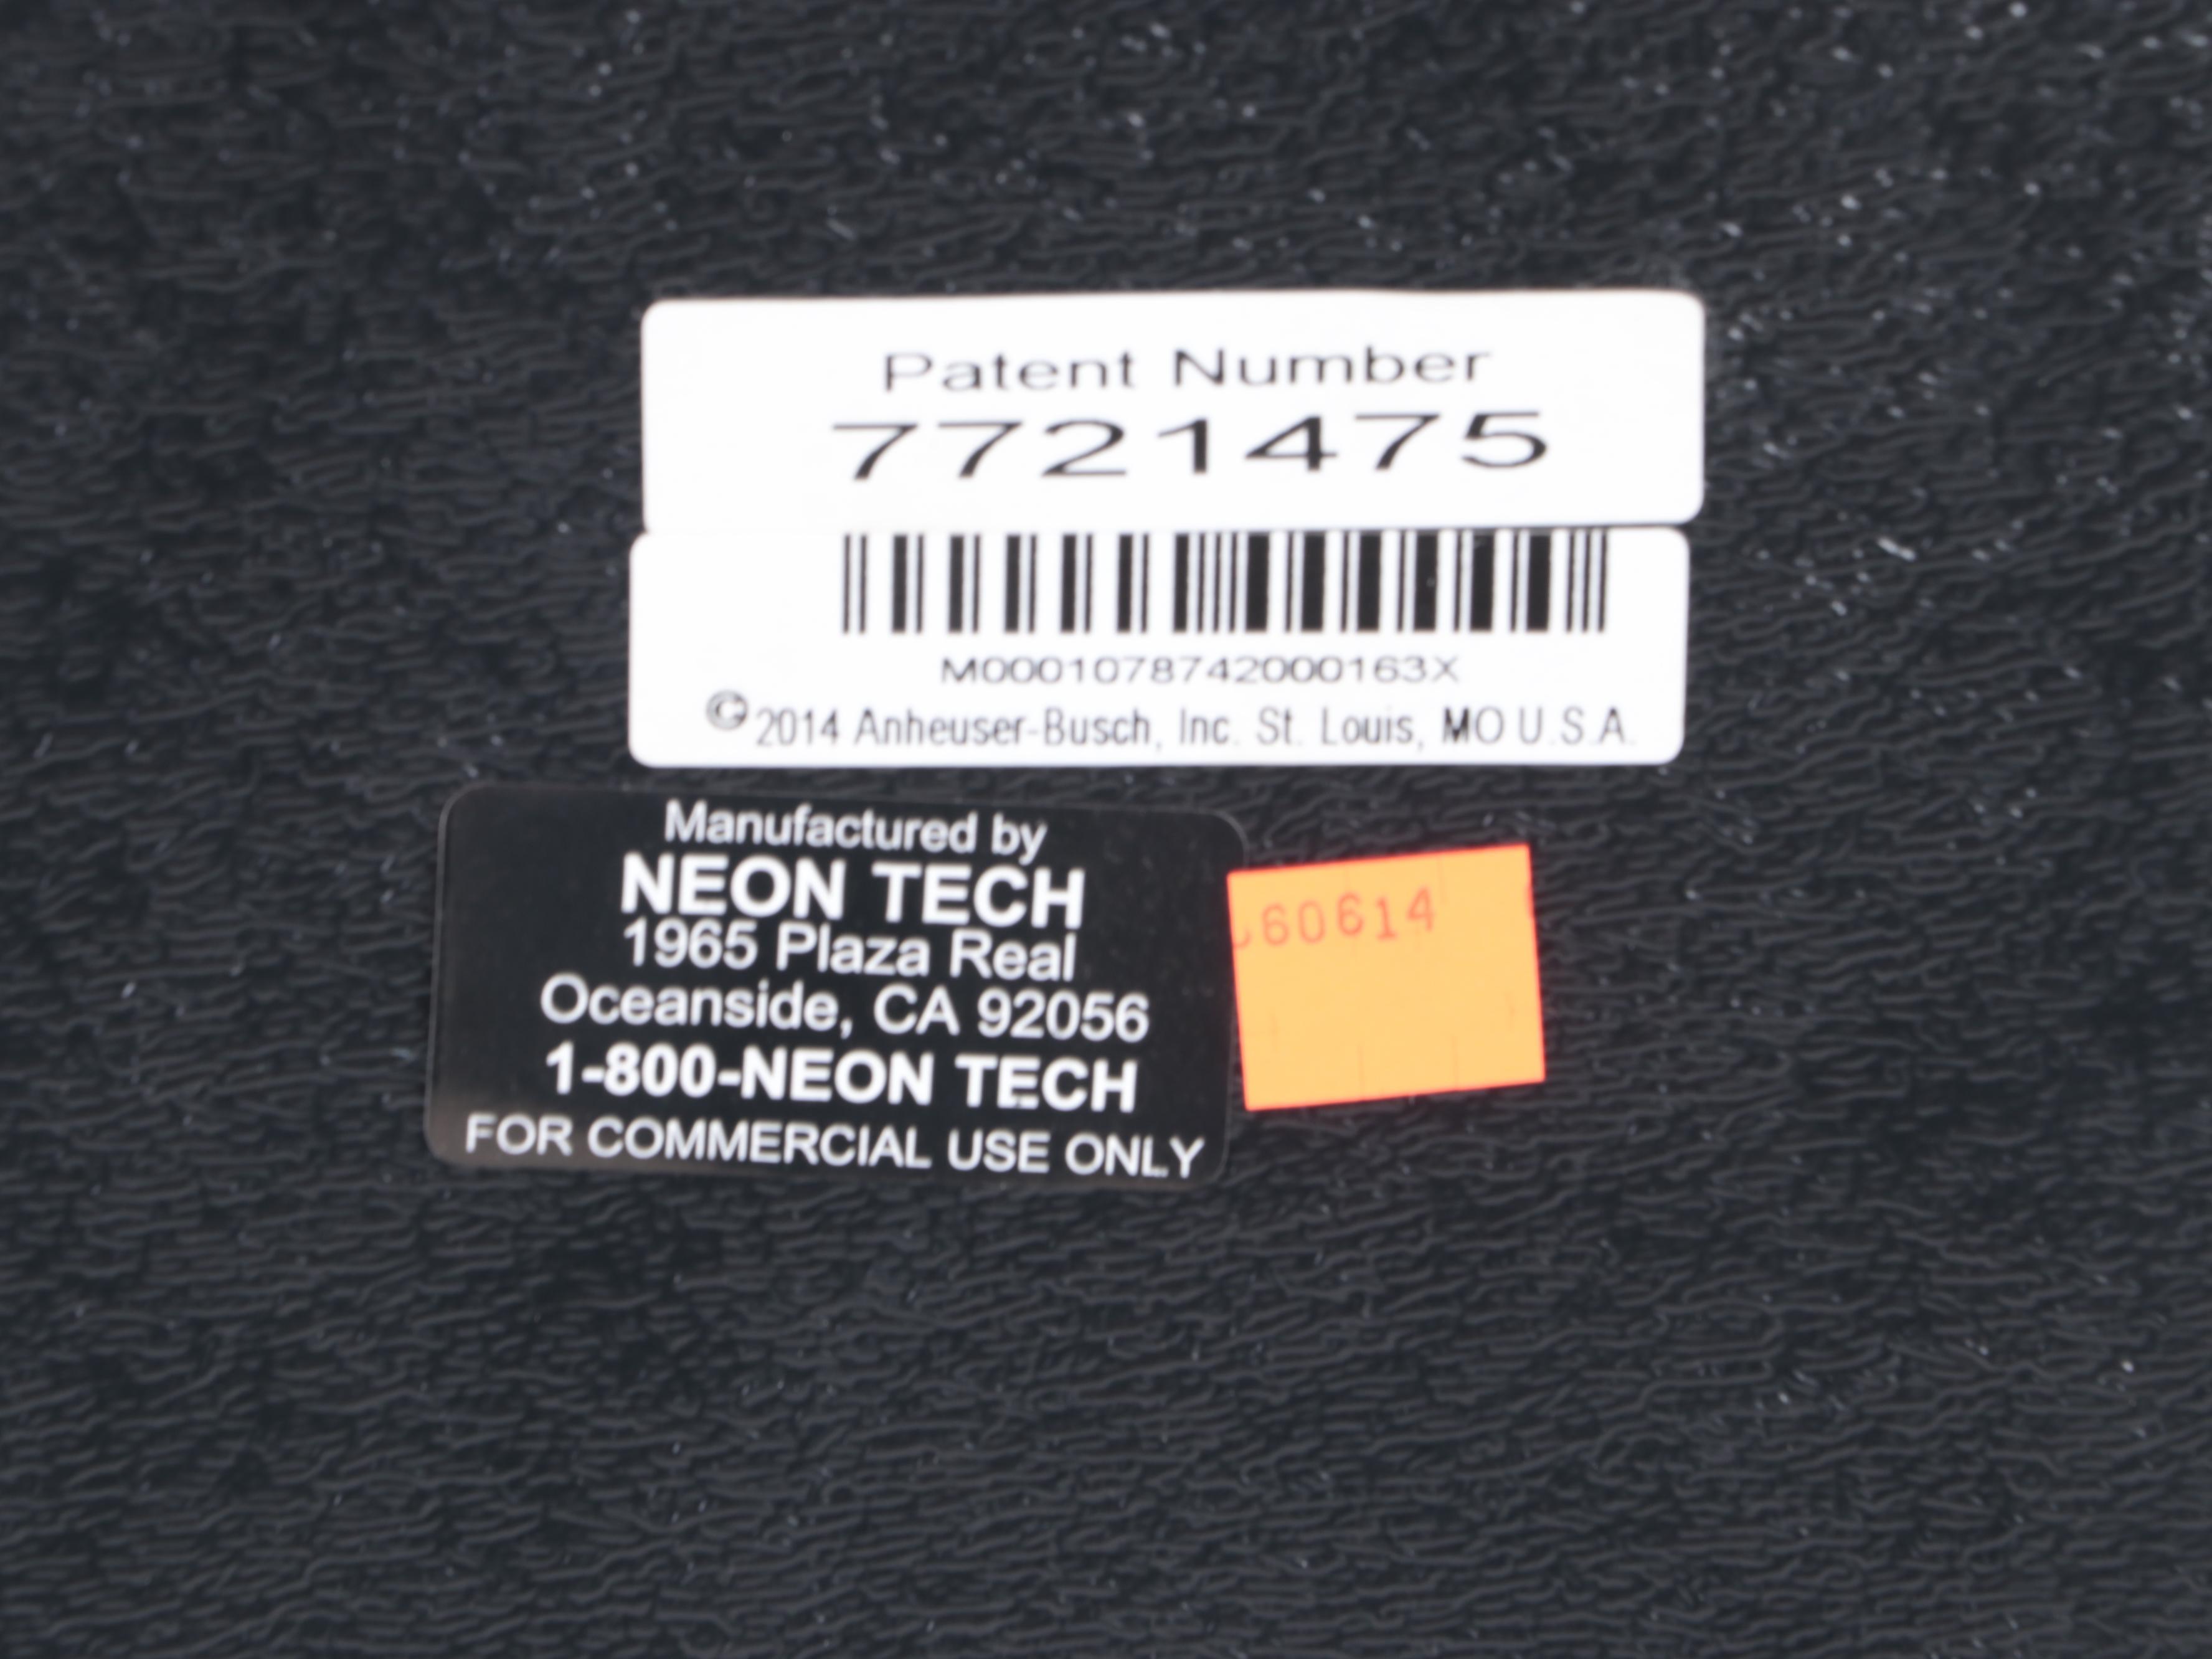 Patent Number
7721475
M0001078742000163X
©2014 Anheuser-Busch, Inc. St. Louis, MO U.S.A.
Manufactured by
NEON TECH
1965 Plaza Real
Oceanside, CA 92056
1-800-NEON TECH
FOR COMMERCIAL USE ONLY
60614